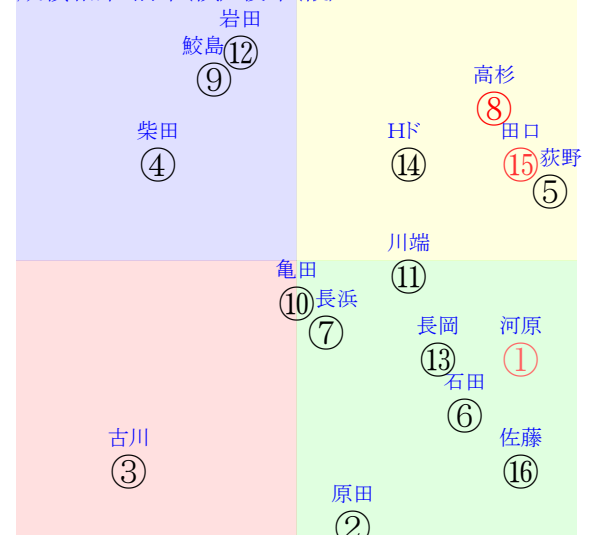 岩田
鮫島 ⑫
⑨
高杉
⑧
柴田 Hド 田口
④ ⑭ ⑮ 荻野
⑤
川端
亀田 ⑪
⑩ 長浜
⑦ 長岡 河原
⑬ ①
石田
⑥
古川 佐藤
③ ⑯
原田
②